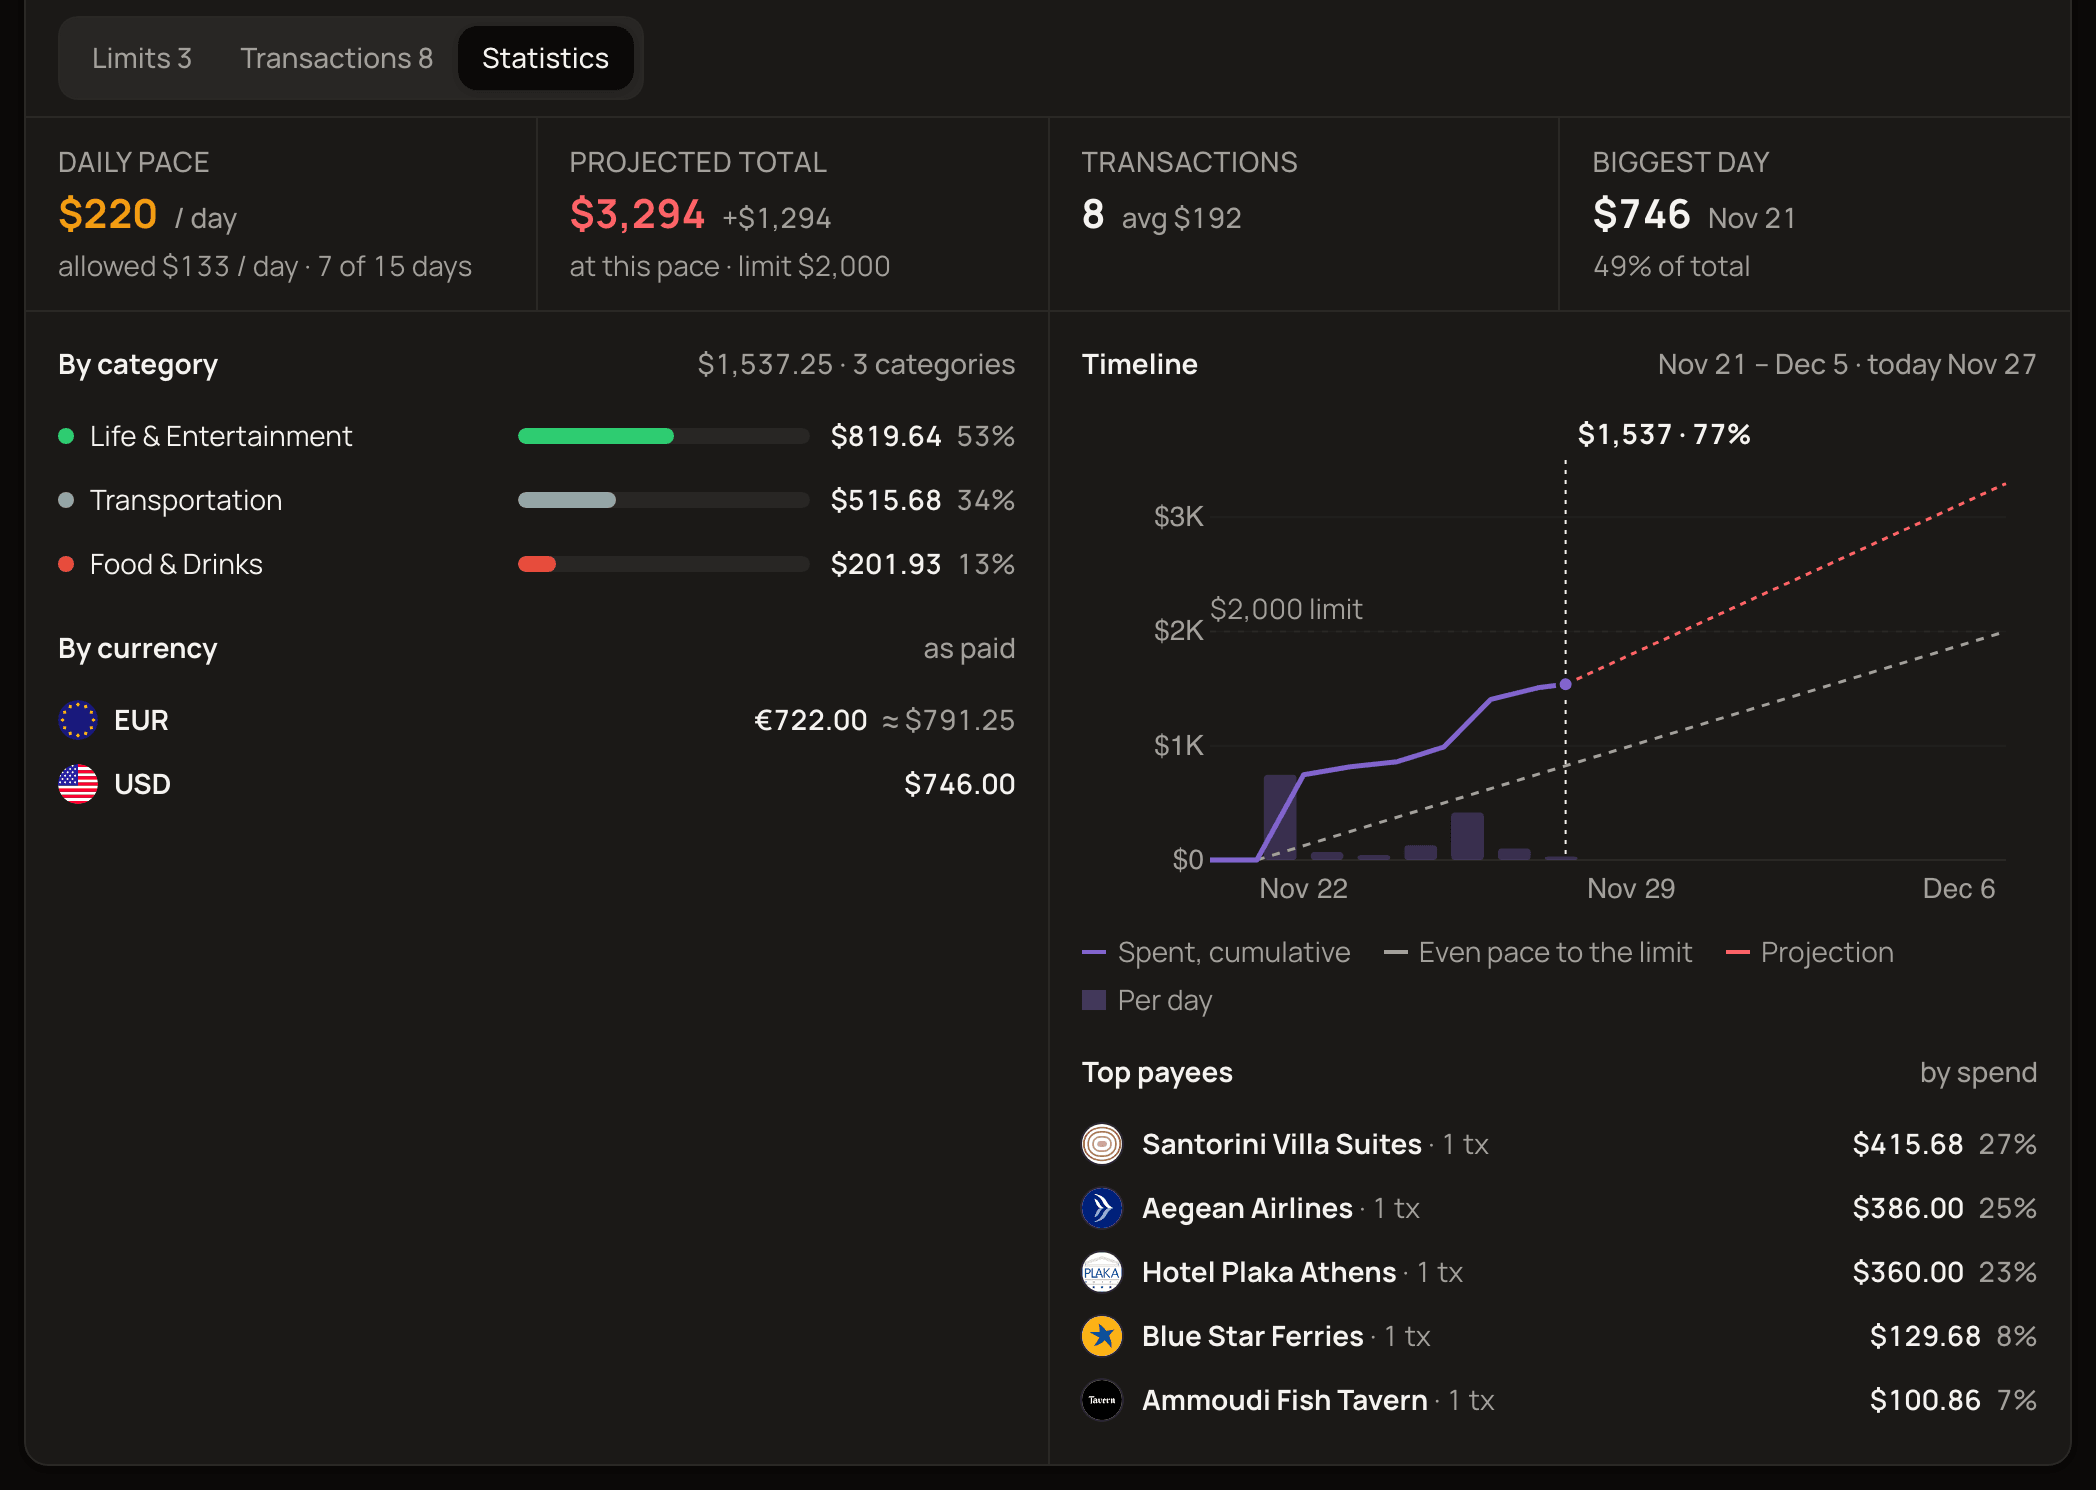 Limits 3 Transactions 8 Statistics
DAILY PACE
$220 / day
allowed $133 / day · 7 of 15 days
PROJECTED TOTAL
$3,294 +$1,294
at this pace · limit $2,000
TRANSACTIONS
8 avg $192
BIGGEST DAY
$746 Nov 21
49% of total
By category $1,537.25 · 3 categories
Life & Entertainment $819.64 53%
Transportation $515.68 34%
Food & Drinks $201.93 13%
By currency as paid
EUR €722.00 ≈ $791.25
USD $746.00
Timeline Nov 21 – Dec 5 · today Nov 27
$1,537 · 77%
$3K
$2,000 limit
$2K
$1K
$0
Nov 22 Nov 29 Dec 6
Spent, cumulative Even pace to the limit Projection
Per day
Top payees by spend
Santorini Villa Suites · 1 tx $415.68 27%
Aegean Airlines · 1 tx $386.00 25%
PLAKA Hotel Plaka Athens · 1 tx $360.00 23%
Blue Star Ferries · 1 tx $129.68 8%
Tavern Ammoudi Fish Tavern · 1 tx $100.86 7%